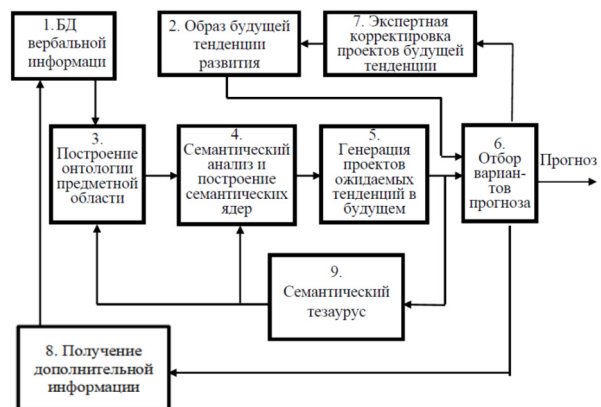 1. БД
вербальной
информаци
2. Образ будущей
тенденции
развития
7. Экспертная
корректировка
проектов будущей
тенденции
3.
Построение
онтологии
предметной
области
4.
Семантический
анализ и
построение
семантических
ядер
5.
Генерация
проектов
ожидаемых
тенденций в
будущем
6.
Отбор
вариан-
тов
прогноза
Прогноз
9.
Семантический
тезаурус
8. Получение
дополнительной
информации